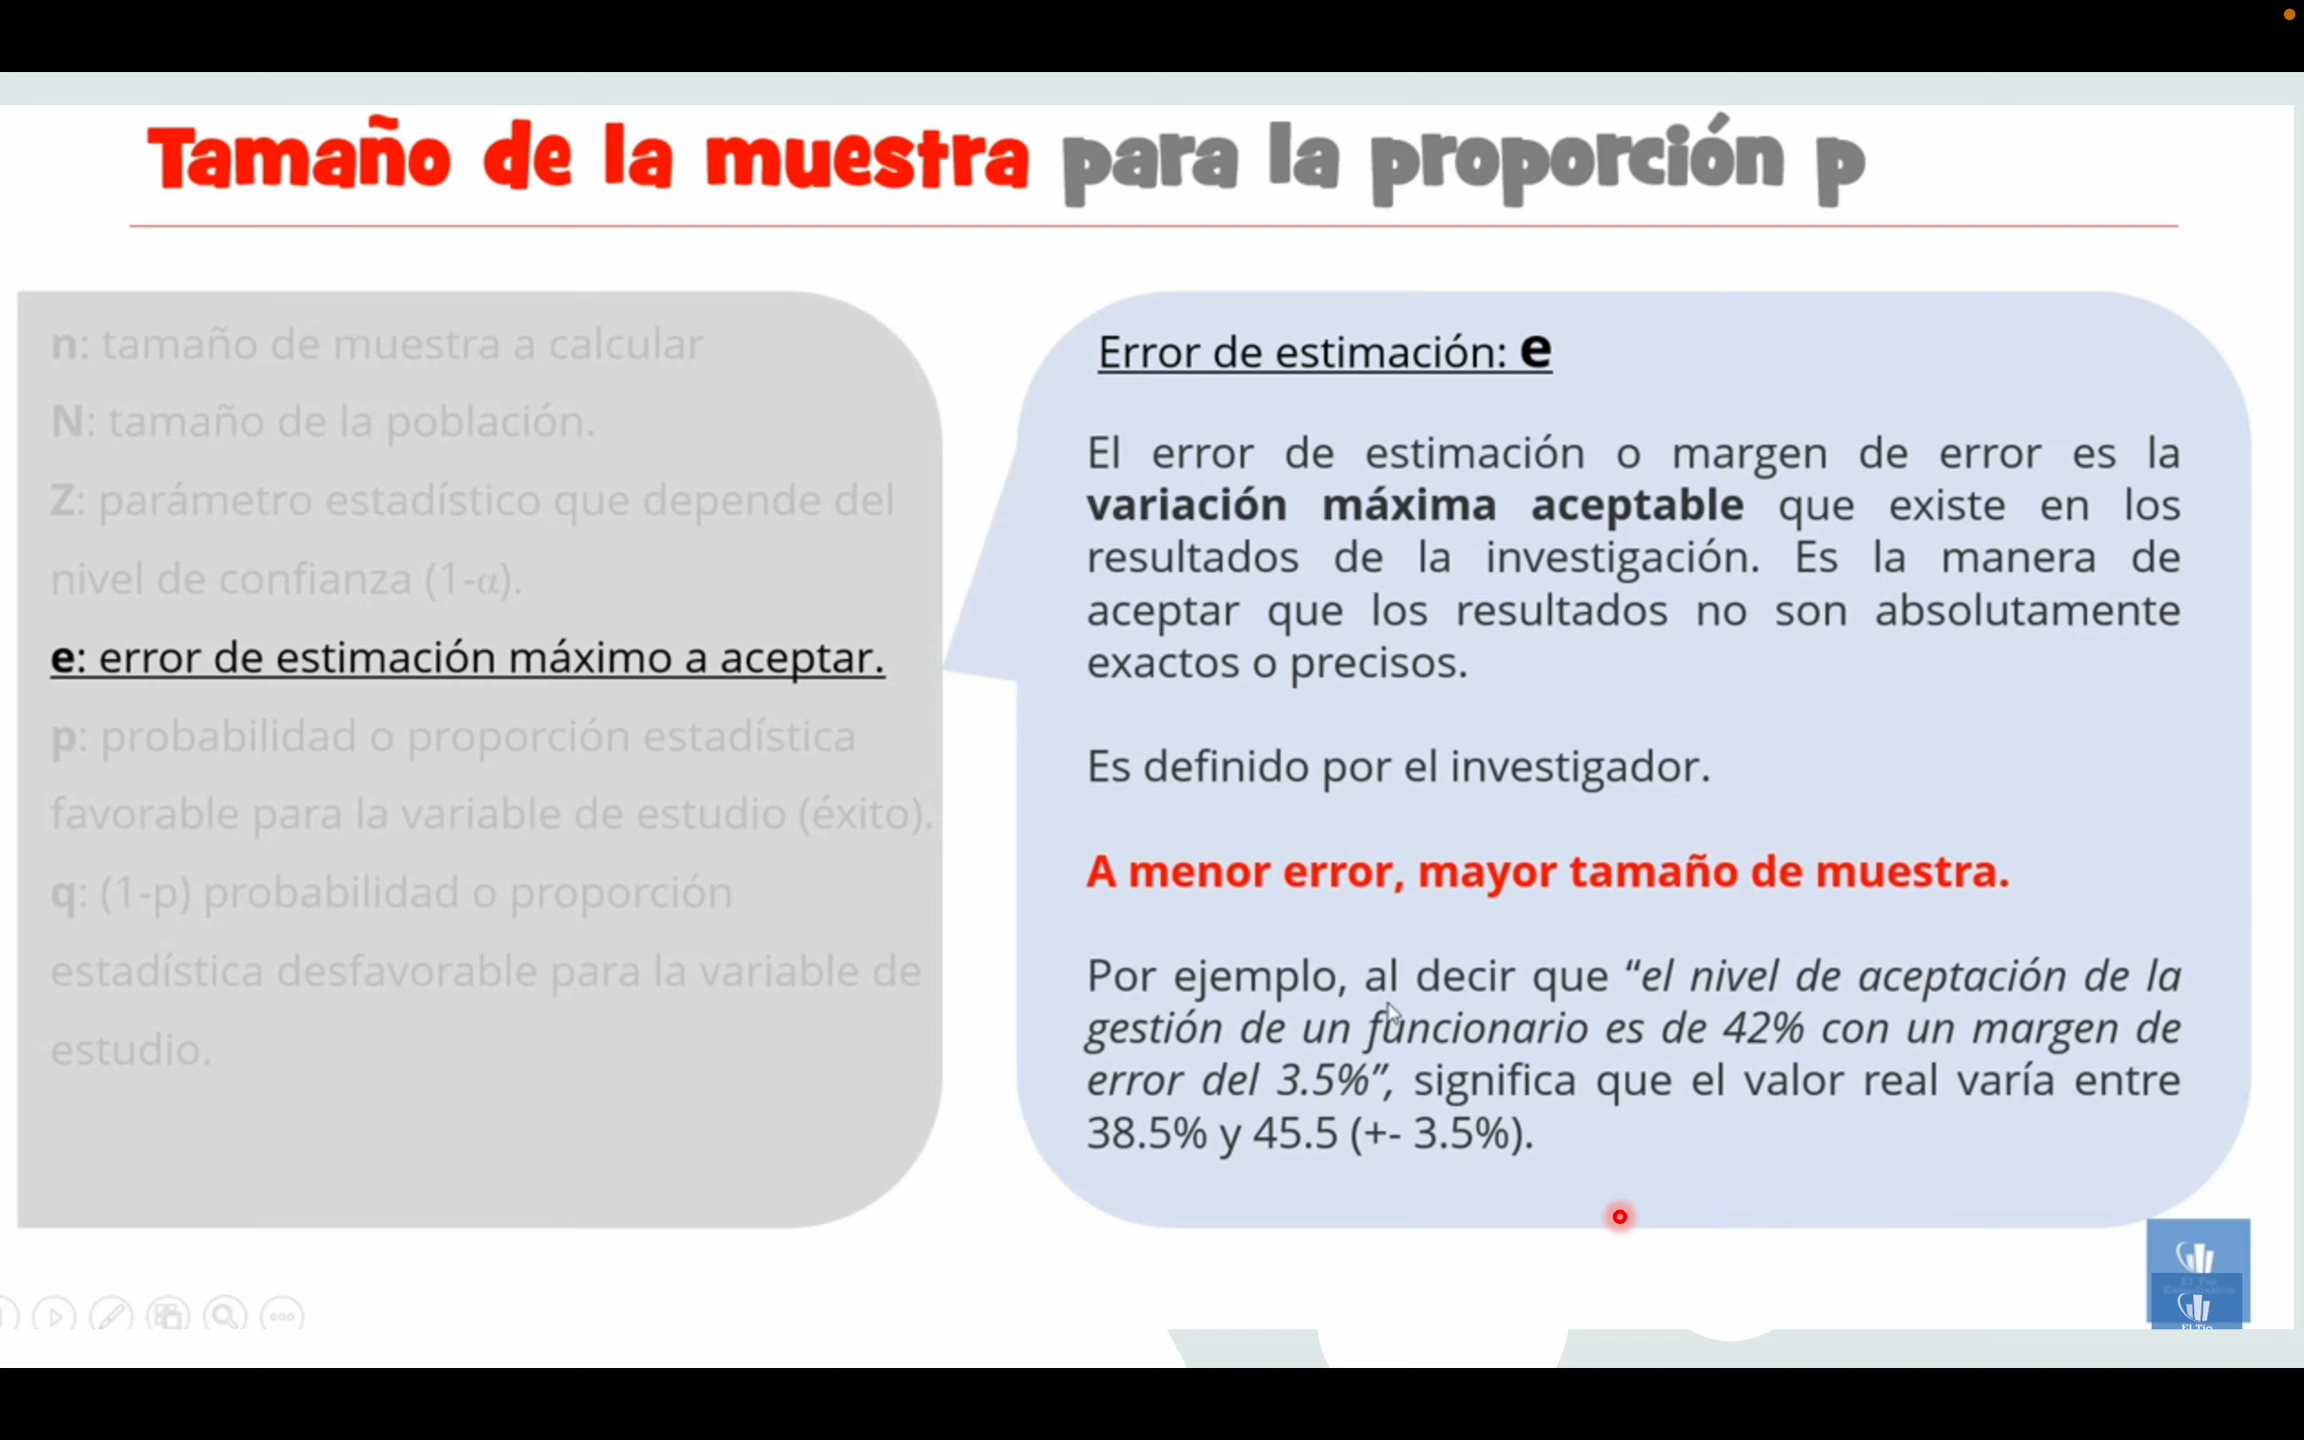 Tamaño de la muestra para la proporción p
n: tamaño de muestra a calcular
N: tamaño de la población.
Z: parámetro estadístico que depende del
nivel de confianza (1-α).
e: error de estimación máximo a aceptar.
p: probabilidad o proporción estadística
favorable para la variable de estudio (éxito).
q: (1-p) probabilidad o proporción
estadística desfavorable para la variable de
estudio.
Error de estimación: e
El error de estimación o margen de error es la
variación máxima aceptable que existe en los
resultados de la investigación. Es la manera de
aceptar que los resultados no son absolutamente
exactos o precisos.
Es definido por el investigador.
A menor error, mayor tamaño de muestra.
Por ejemplo, al decir que “el nivel de aceptación de la
gestión de un funcionario es de 42% con un margen de
error del 3.5%”, significa que el valor real varía entre
38.5% y 45.5 (+- 3.5%).
El Tio
Estadístico
El Tio